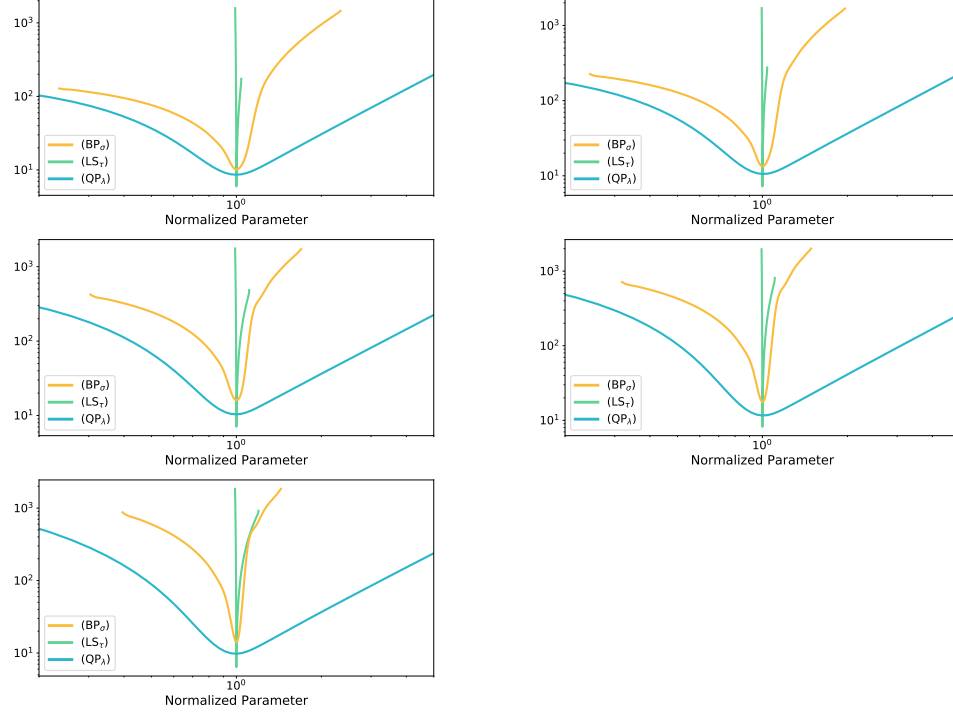 10³
10²
10¹
(BPσ)
(LSτ)
(QPλ)
10⁰
Normalized Parameter
10³
10²
10¹
(BPσ)
(LSτ)
(QPλ)
10⁰
Normalized Parameter
10³
10²
10¹
(BPσ)
(LSτ)
(QPλ)
10⁰
Normalized Parameter
10³
10²
10¹
(BPσ)
(LSτ)
(QPλ)
10⁰
Normalized Parameter
10³
10²
10¹
(BPσ)
(LSτ)
(QPλ)
10⁰
Normalized Parameter